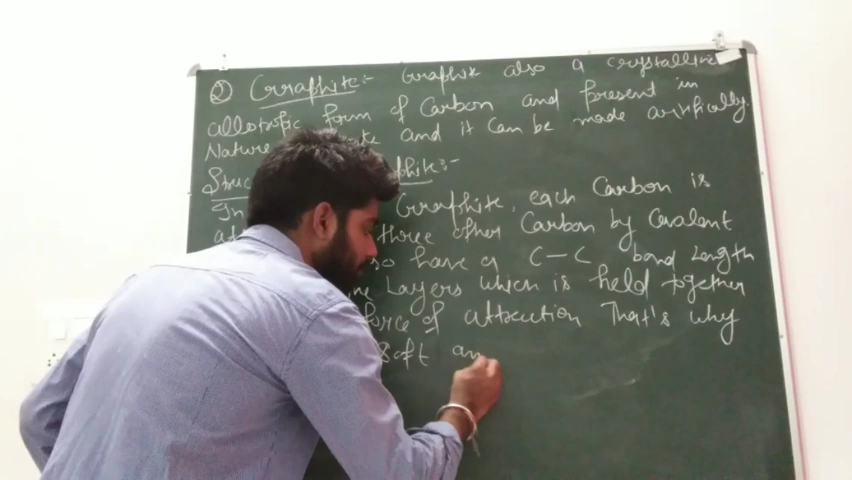 ② Graphite:- Graphite also a crystalline
allotropic form of Carbon and present in
Nature and it can be made artifically.
Struc phite:-
In Graphite, each Carbon is
three other Carbon by Covalent
so have a C-C bond Length
Layers which is held together
force of attraction That's why
soft an